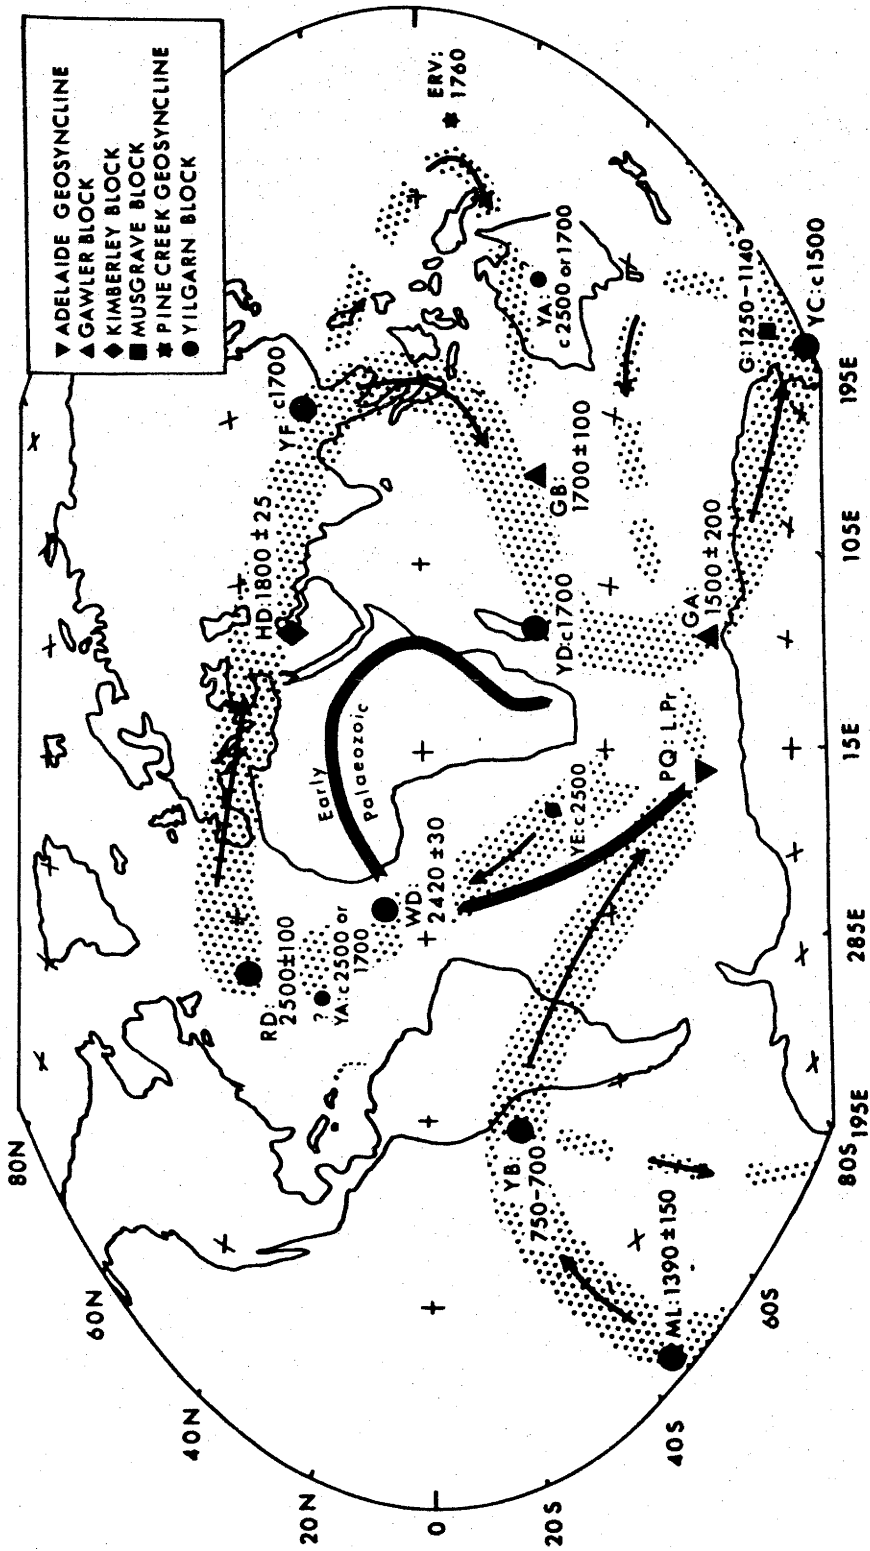 ▼ ADELAIDE GEOSYNCLINE
▲ GAWLER BLOCK
◆ KIMBERLEY BLOCK
■ MUSGRAVE BLOCK
✱ PINE CREEK GEOSYNCLINE
● YILGARN BLOCK
80N
60N
40N
20N
0
20S
40S
60S
80S
195E
285E
15E
105E
195E
ERV:
1760
YA:
c2500 or 1700
G:1250-1140
YC:c1500
YF: c1700
GB:
1700±100
HD:1800±25
YD:c1700
GA:
1500±200
Early
Palaeozoic
PQ: L.Pr
YE:c2500
WD:
2420±30
RD:
2500±100
?
YA:c2500 or
1700
YB:
750-700
ML:1390±150